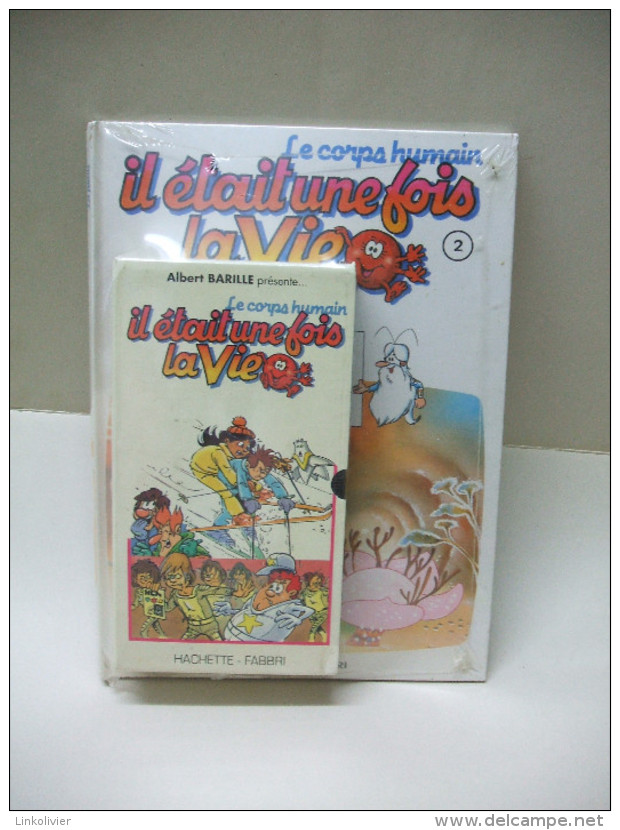 Le corps humain
il était une fois
la Vie
2
Albert BARILLE présente...
Le corps humain
il était une fois
la Vie
HACHETTE - FABBRI
Linkolivier
delcampe.net